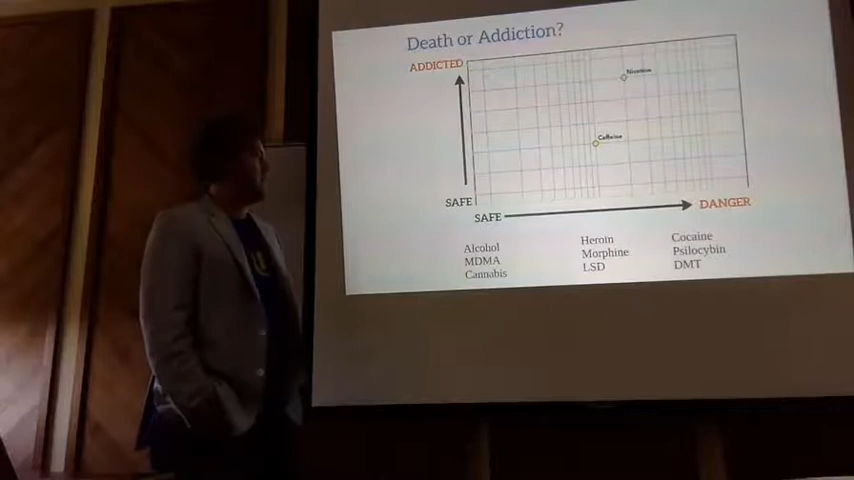 Death or Addiction?
ADDICTED
Nicotine
Caffeine
SAFE
SAFE
DANGER
Alcohol
Heroin
Cocaine
MDMA
Morphine
Psilocybin
Cannabis
LSD
DMT